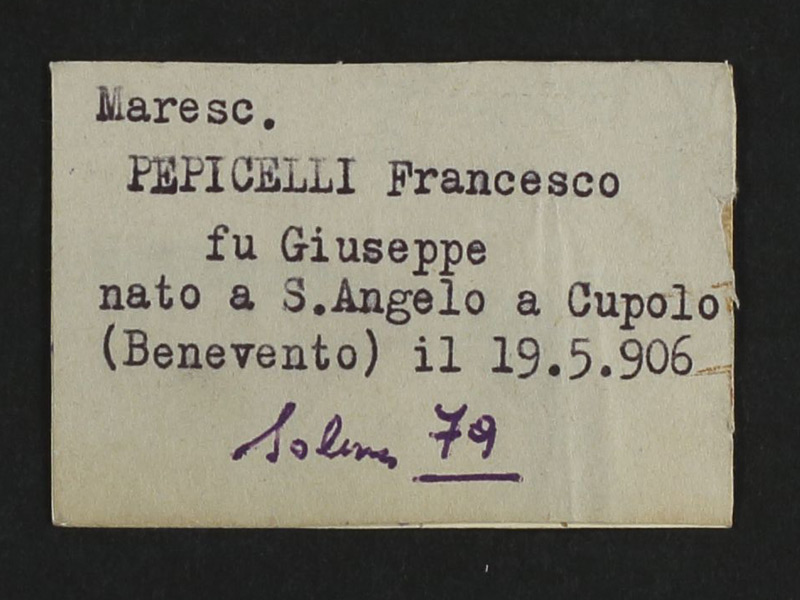 Maresc.
PEPICELLI Francesco
fu Giuseppe
nato a S.Angelo a Cupolo
(Benevento) il 19.5.906
79